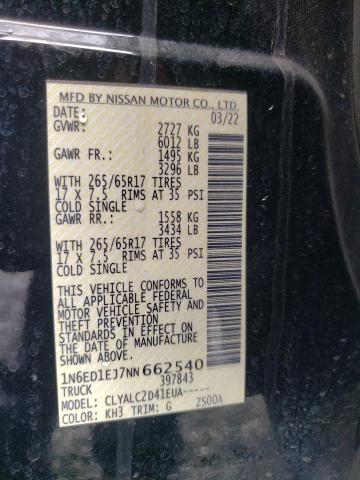 MFD BY NISSAN MOTOR CO., LTD.
DATE: 03/22
GVWR: 2727 KG
6012 LB
GAWR FR.: 1495 KG
3296 LB
WITH 265/65R17 TIRES
17 X 7.5 RIMS AT 35 PSI
COLD SINGLE
GAWR RR.: 1558 KG
3434 LB
WITH 265/65R17 TIRES
17 X 7.5 RIMS AT 35 PSI
COLD SINGLE
THIS VEHICLE CONFORMS TO
ALL APPLICABLE FEDERAL
MOTOR VEHICLE SAFETY AND
THEFT PREVENTION
STANDARDS IN EFFECT ON
THE DATE OF MANUFACTURE
SHOWN ABOVE.
1N6ED1EJ7NN662540
TRUCK 397843
MODEL: CLYALC2D41EUA-----
COLOR: KH3 TRIM: G ZS00A